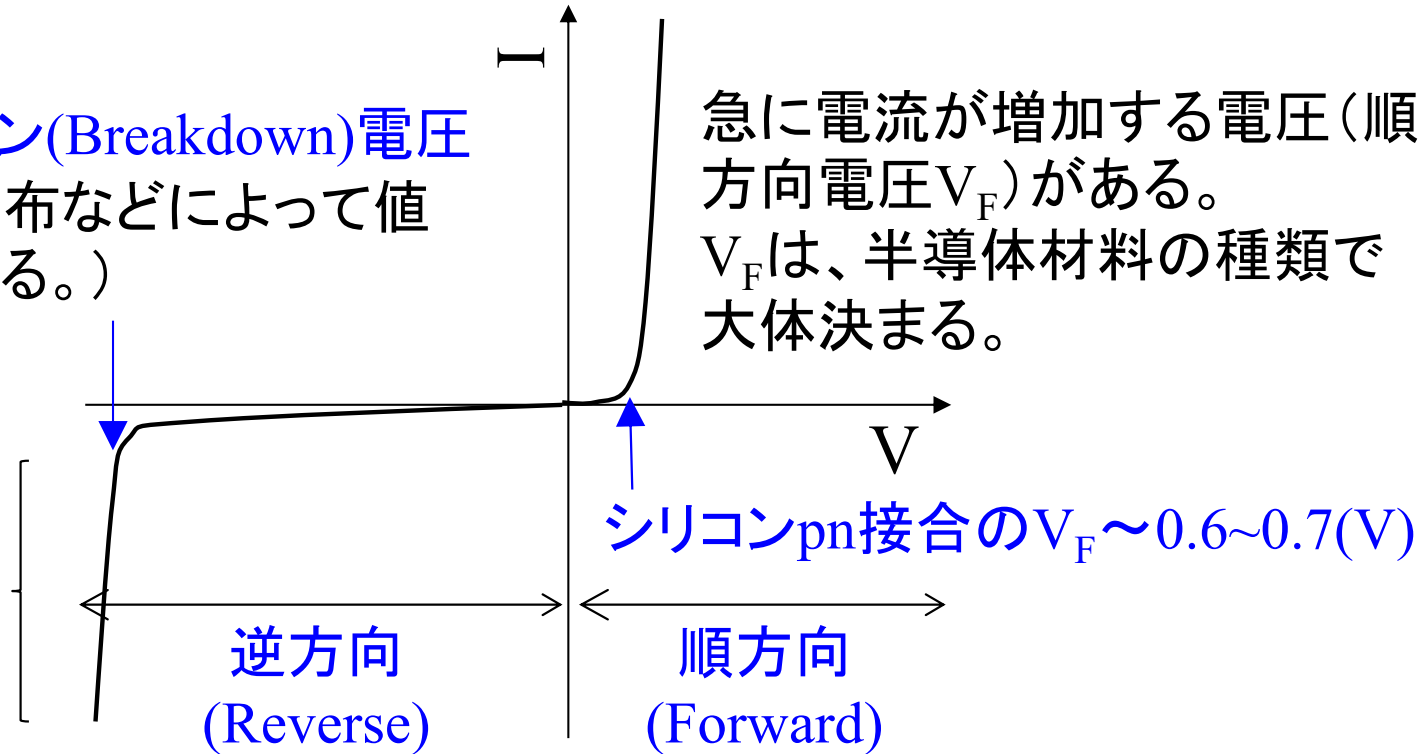 I
ン(Breakdown)電圧
布などによって値
る。）
急に電流が増加する電圧（順
方向電圧VF）がある。
VFは、半導体材料の種類で
大体決まる。
V
シリコンpn接合のVF～0.6~0.7(V)
逆方向
(Reverse)
順方向
(Forward)